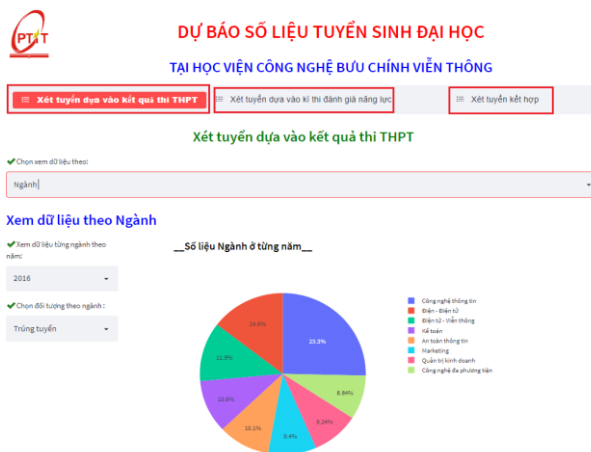 PTIT
DỰ BÁO SỐ LIỆU TUYỂN SINH ĐẠI HỌC
TẠI HỌC VIỆN CÔNG NGHỆ BƯU CHÍNH VIỄN THÔNG
Xét tuyển dựa vào kết quả thi THPT
Xét tuyển dựa vào kì thi đánh giá năng lực
Xét tuyển kết hợp
Xét tuyển dựa vào kết quả thi THPT
Chọn xem dữ liệu theo:
Ngành
Xem dữ liệu theo Ngành
Xem dữ liệu từng ngành theo
năm:
2016
Chọn đối tượng theo ngành :
Trúng tuyển
__Số liệu Ngành ở từng năm__
25.3%
8.84%
9.24%
9.4%
10.1%
10.6%
11.9%
14.6%
Công nghệ thông tin
Điện - Điện tử
Điện tử - Viễn thông
Kế toán
An toàn thông tin
Marketing
Quản trị kinh doanh
Công nghệ đa phương tiện